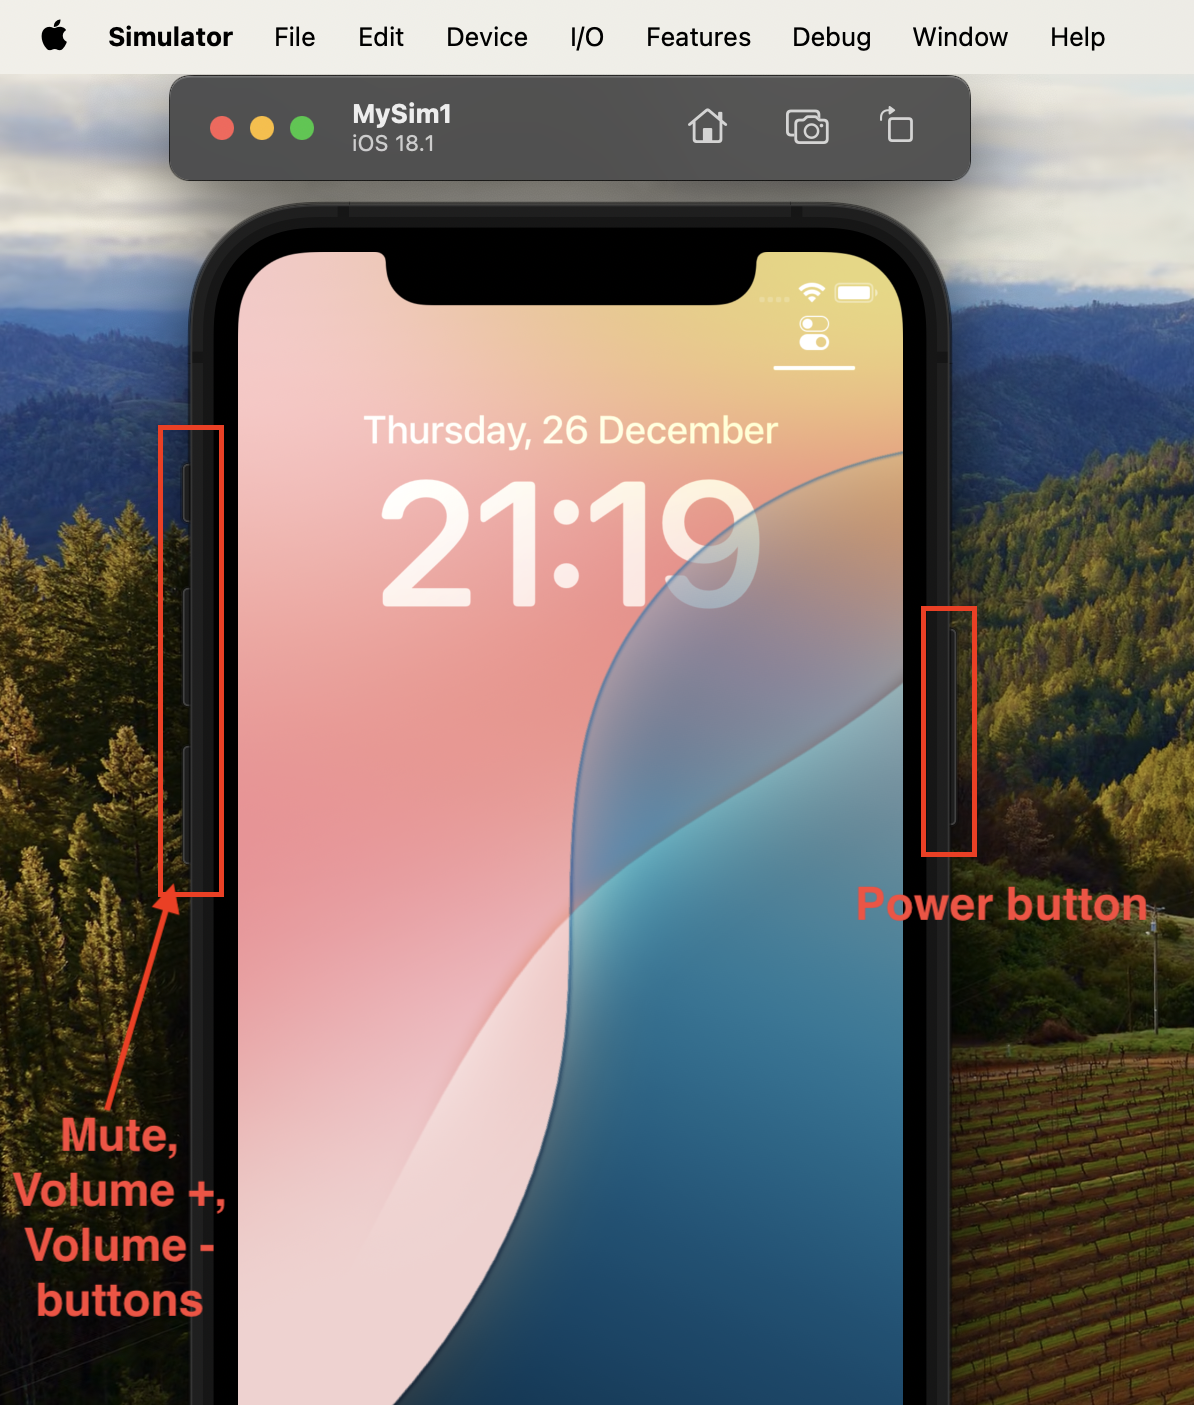 Simulator File Edit Device I/O Features Debug Window Help
MySim1
iOS 18.1
Thursday, 26 December
21:19
Power button
Mute,
Volume +,
Volume -
buttons